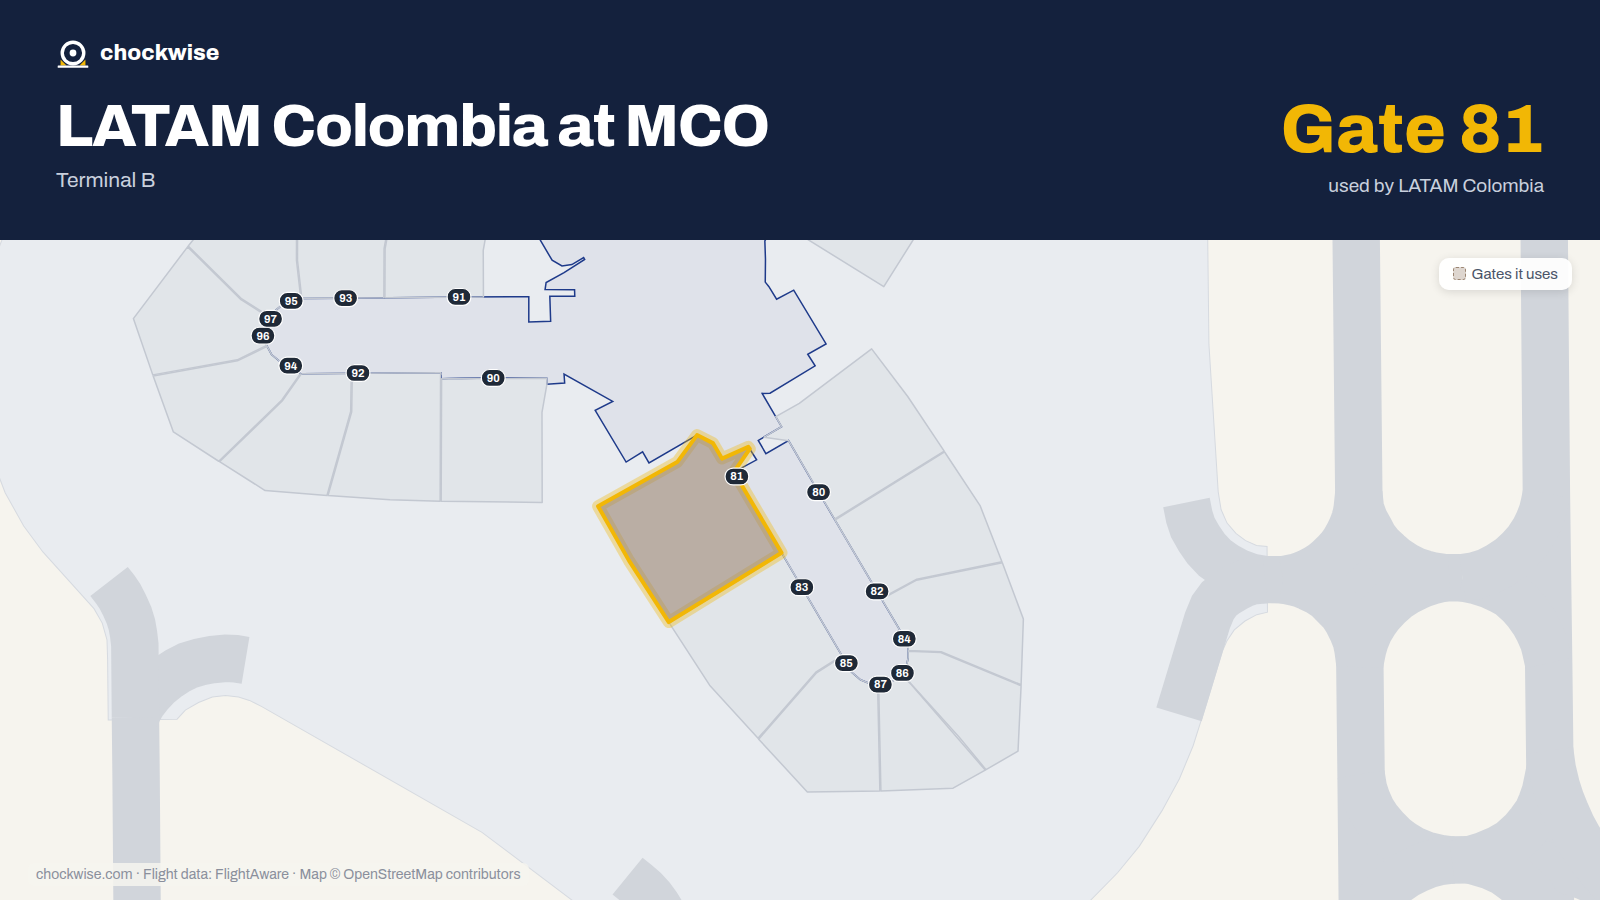 chockwise
LATAM Colombia at MCO
Terminal B
Gate 81
used by LATAM Colombia
Gates it uses
95
93
91
97
96
94
92
90
81
80
83
82
84
85
86
87
chockwise.com · Flight data: FlightAware · Map © OpenStreetMap contributors